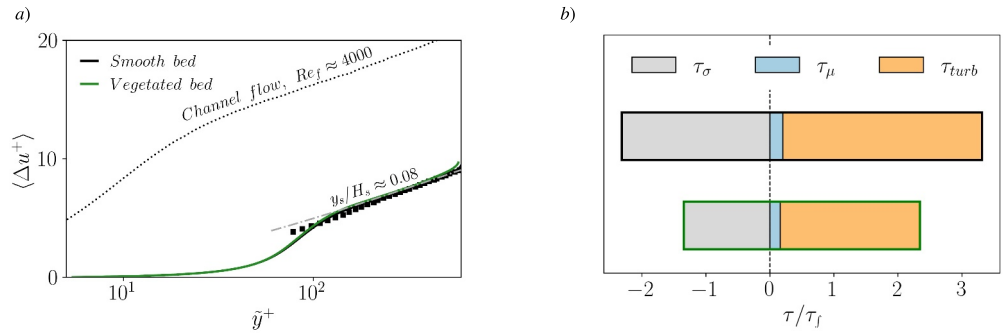 a)
20
10
0
⟨Δu⁺⟩
Smooth bed
Vegetated bed
Channel flow, Re_f ≈ 4000
y_s/H_s ≈ 0.08
10¹
10²
ỹ⁺
b)
τ_σ
τ_μ
τ_turb
−2
−1
0
1
2
3
τ/τ_f